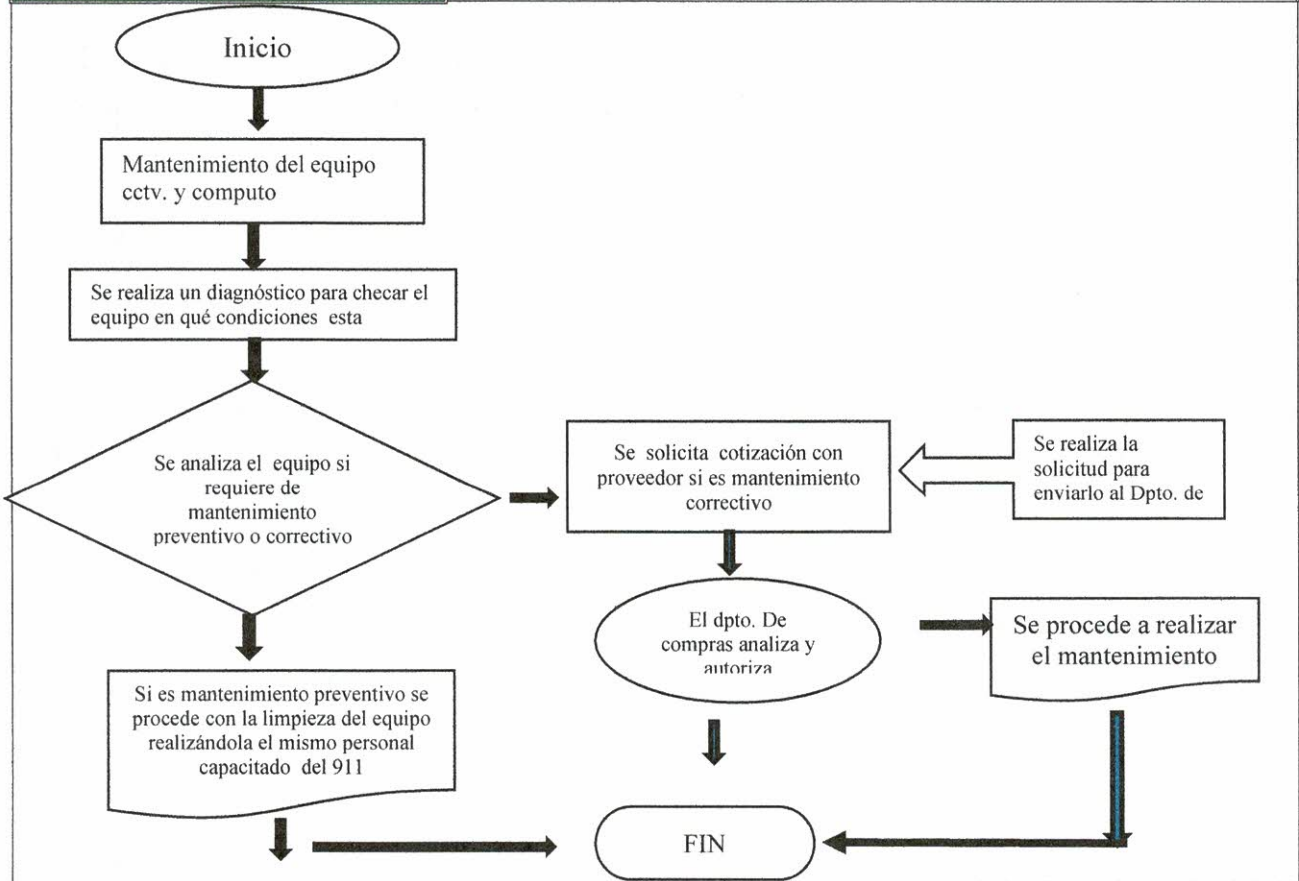 Inicio
Mantenimiento del equipo
cctv. y computo
Se realiza un diagnóstico para checar el
equipo en qué condiciones esta
Se analiza el equipo si
requiere de
mantenimiento
preventivo o correctivo
Se solicita cotización con
proveedor si es mantenimiento
correctivo
Se realiza la
solicitud para
enviarlo al Dpto. de
El dpto. De
compras analiza y
autoriza
Se procede a realizar
el mantenimiento
Si es mantenimiento preventivo se
procede con la limpieza del equipo
realizándola el mismo personal
capacitado del 911
FIN